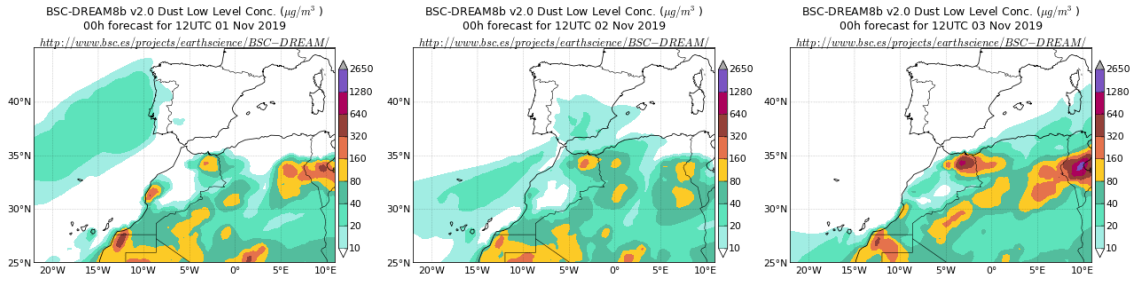 BSC-DREAM8b v2.0 Dust Low Level Conc. (μg/m³ )
00h forecast for 12UTC 01 Nov 2019
http://www.bsc.es/projects/earthscience/BSC−DREAM/
40°N
35°N
30°N
25°N
20°W 15°W 10°W 5°W 0°E 5°E 10°E
2650
1280
640
320
160
80
40
20
10
BSC-DREAM8b v2.0 Dust Low Level Conc. (μg/m³ )
00h forecast for 12UTC 02 Nov 2019
http://www.bsc.es/projects/earthscience/BSC−DREAM/
40°N
35°N
30°N
25°N
20°W 15°W 10°W 5°W 0°E 5°E 10°E
2650
1280
640
320
160
80
40
20
10
BSC-DREAM8b v2.0 Dust Low Level Conc. (μg/m³ )
00h forecast for 12UTC 03 Nov 2019
http://www.bsc.es/projects/earthscience/BSC−DREAM/
40°N
35°N
30°N
25°N
20°W 15°W 10°W 5°W 0°E 5°E 10°E
2650
1280
640
320
160
80
40
20
10